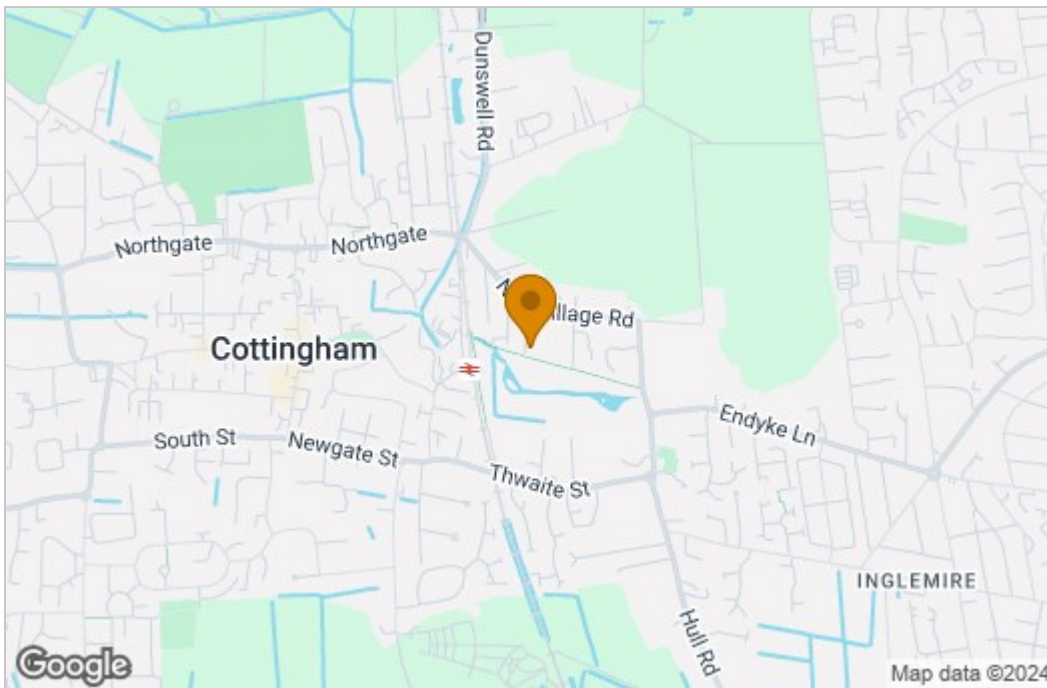 Dunswell Rd
Northgate
Northgate
illage Rd
Cottingham
Endyke Ln
South St
Newgate St
Thwaite St
INGLEMIRE
Hull Rd
Google
Map data ©2024